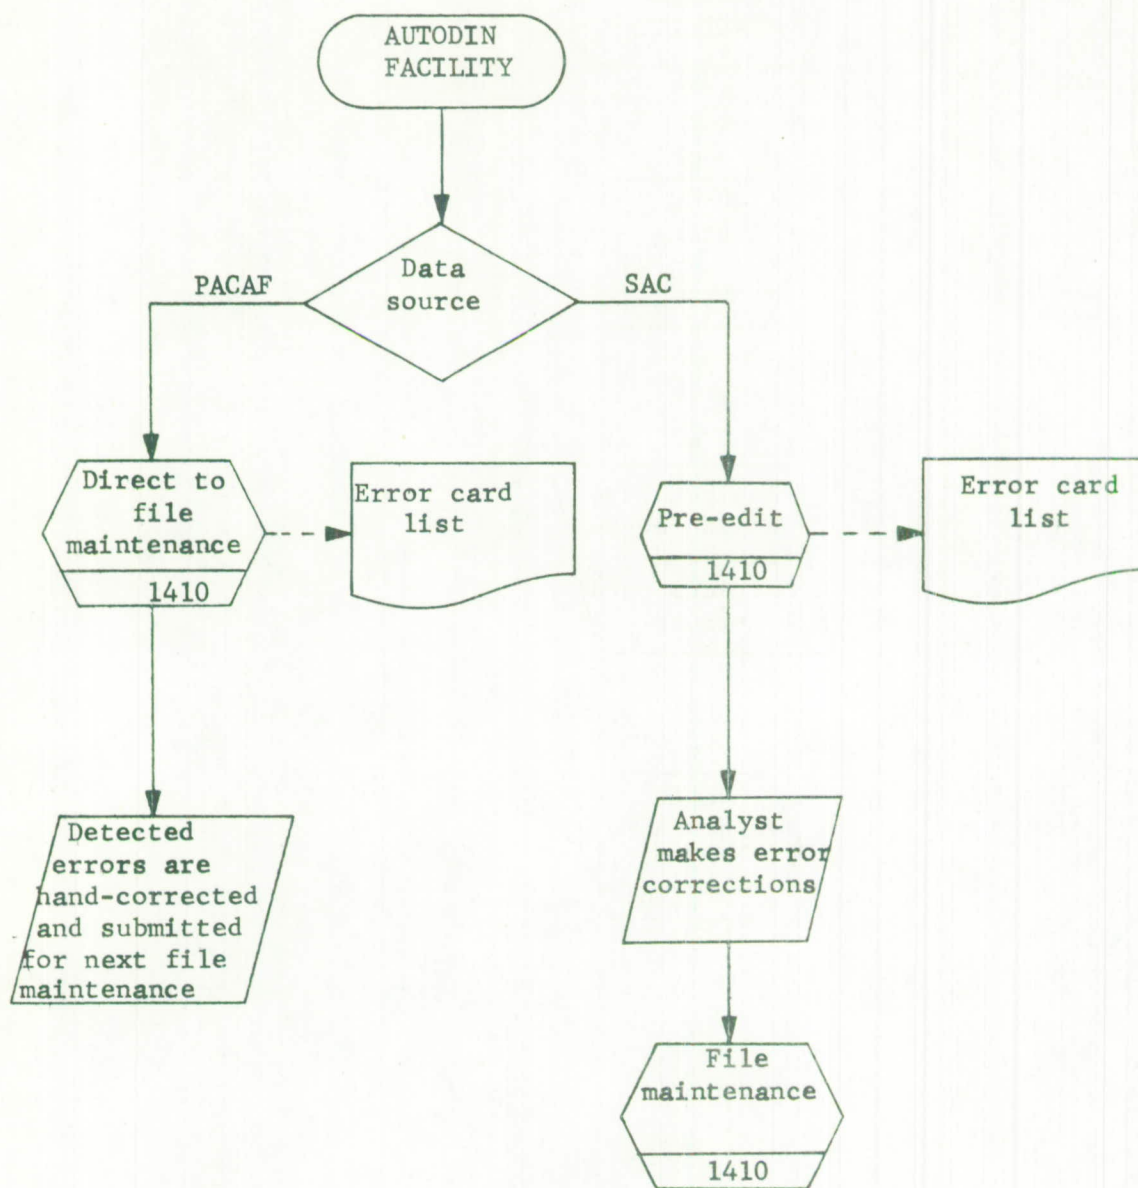 AUTODIN
FACILITY
Data
source
PACAF
SAC
Direct to
file
maintenance
1410
Error card
list
Pre-edit
1410
Error card
list
Detected
errors are
hand-corrected
and submitted
for next file
maintenance
Analyst
makes error
corrections
File
maintenance
1410